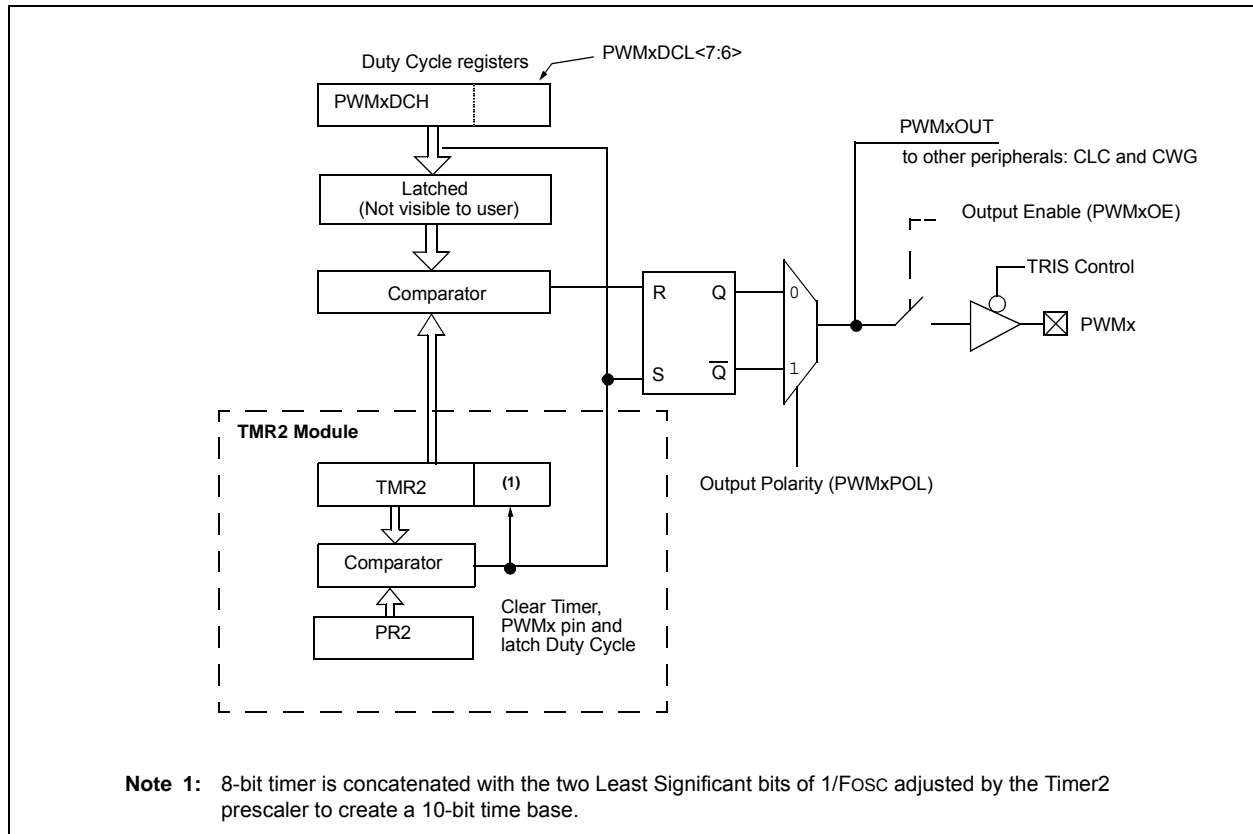 Duty Cycle registers
PWMxDCL<7:6>
PWMxDCH
PWMxOUT
to other peripherals: CLC and CWG
Latched
(Not visible to user)
Output Enable (PWMxOE)
TRIS Control
Comparator
R
Q
0
PWMx
S
Q̅
1
TMR2 Module
TMR2
(1)
Output Polarity (PWMxPOL)
Comparator
Clear Timer,
PWMx pin and
latch Duty Cycle
PR2
Note 1: 8-bit timer is concatenated with the two Least Significant bits of 1/FOSC adjusted by the Timer2
prescaler to create a 10-bit time base.